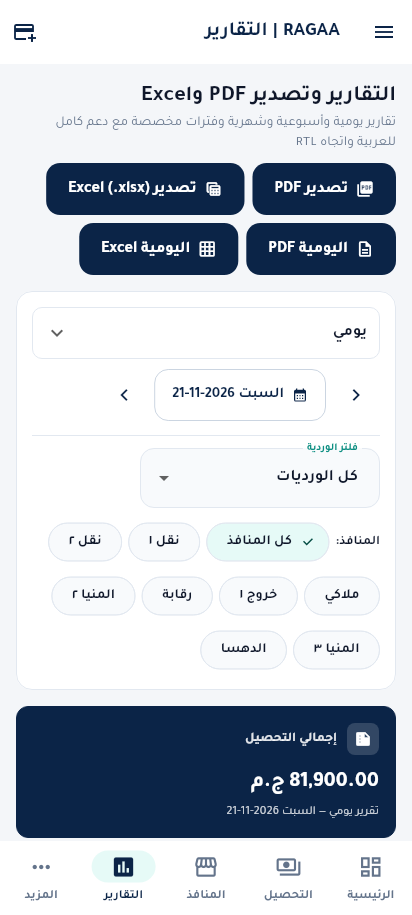 RAGAA | التقارير
التقارير وتصدير PDF وExcel
تقارير يومية وأسبوعية وشهرية وفترات مخصصة مع دعم كامل
للعربية واتجاه RTL
تصدير PDF
تصدير Excel (.xlsx)
اليومية PDF
اليومية Excel
يومي
السبت 2026-11-21
فلتر الوردية
كل الورديات
المنافذ:
كل المنافذ
نقل ١
نقل ٢
ملاكي
خروج ١
رقابة
المنيا ٢
المنيا ٣
الدهسا
إجمالي التحصيل
81,900.00 ج.م
تقرير يومي – السبت 2026-11-21
الرئيسية
التحصيل
المنافذ
التقارير
المزيد